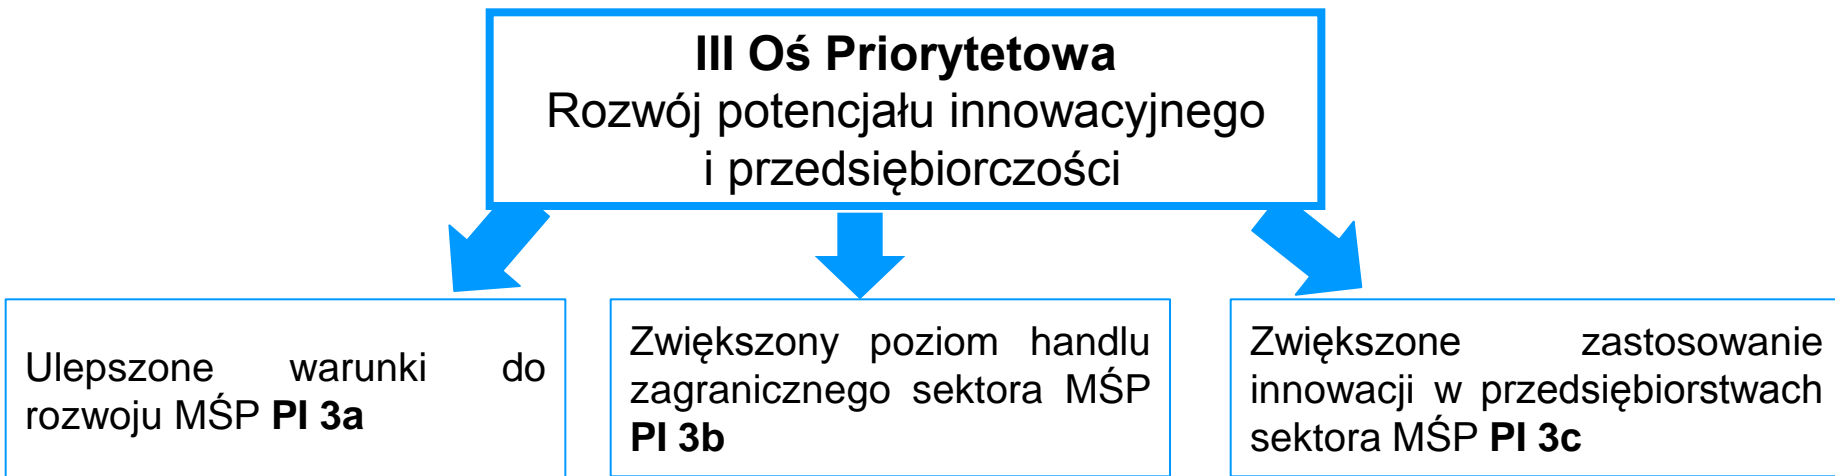 III Oś Priorytetowa
Rozwój potencjału innowacyjnego
i przedsiębiorczości
Ulepszone warunki do
rozwoju MŚP PI 3a
Zwiększony poziom handlu
zagranicznego sektora MŚP
PI 3b
Zwiększone zastosowanie
innowacji w przedsiębiorstwach
sektora MŚP PI 3c